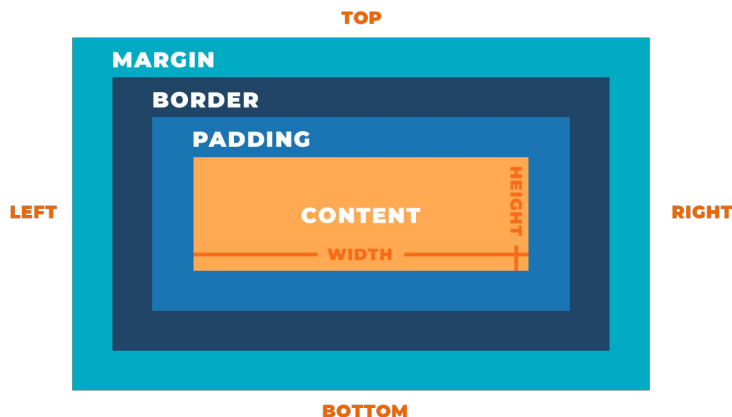 TOP
MARGIN
BORDER
PADDING
HEIGHT
LEFT
CONTENT
RIGHT
WIDTH
BOTTOM